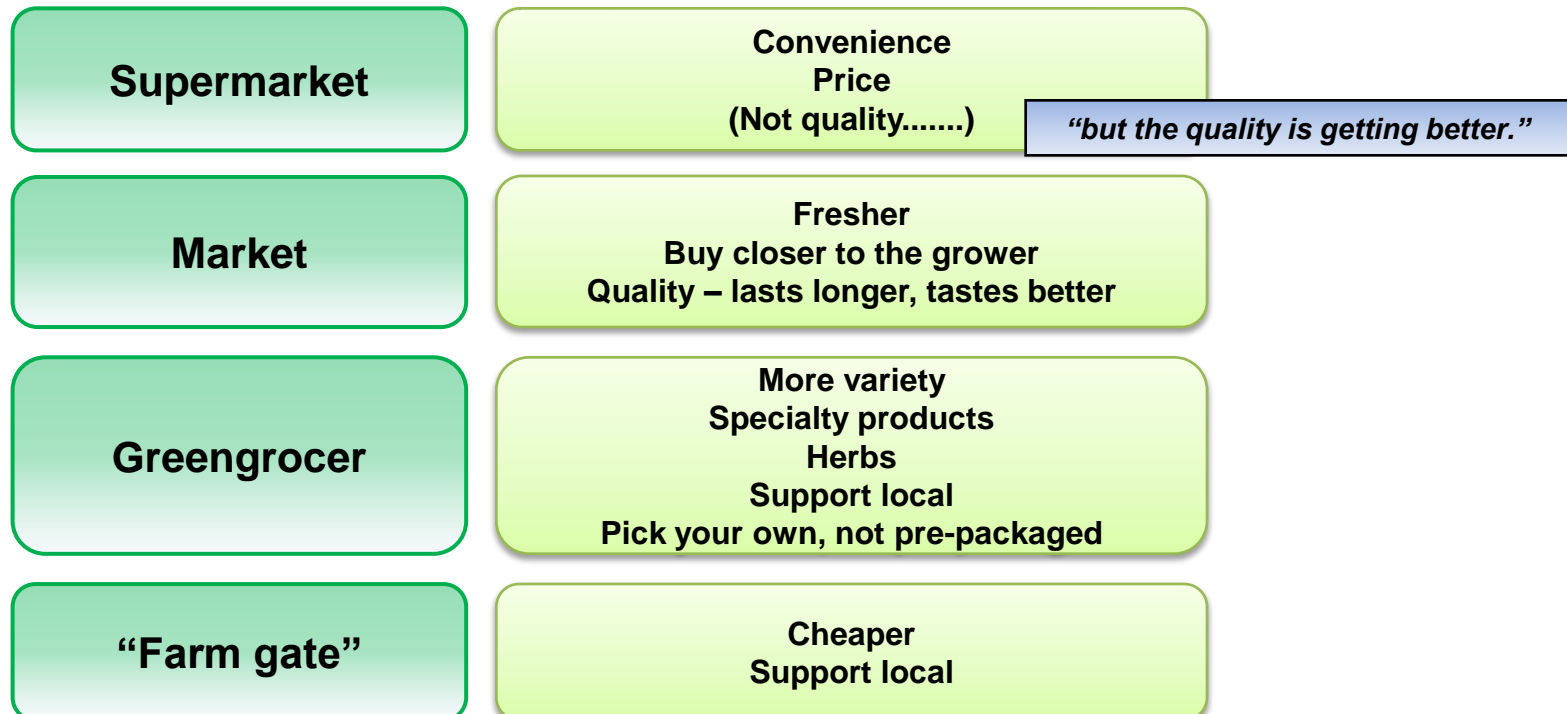 Supermarket
Convenience
Price
(Not quality.......)
“but the quality is getting better.”
Market
Fresher
Buy closer to the grower
Quality – lasts longer, tastes better
Greengrocer
More variety
Specialty products
Herbs
Support local
Pick your own, not pre-packaged
“Farm gate”
Cheaper
Support local